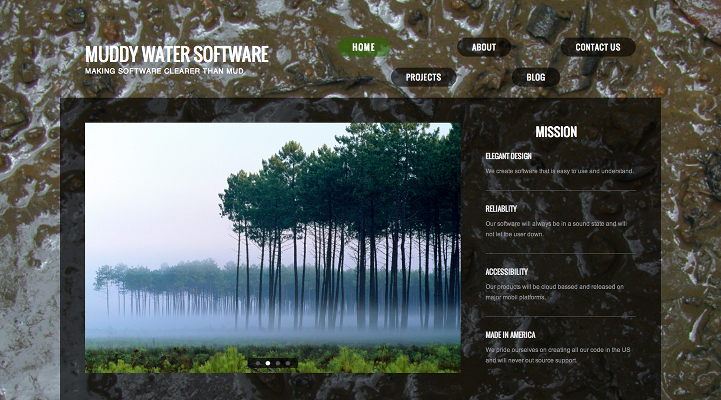 MUDDY WATER SOFTWARE
MAKING SOFTWARE CLEARER THAN MUD.
HOME
ABOUT
CONTACT US
PROJECTS
BLOG
MISSION
ELEGANT DESIGN
We create software that is easy to use and understand.
RELIABLITY
Our software will always be in a sound state and will
not let the user down.
ACCESSIBILITY
Our products will be cloud bassed and released on
major mobil platforms.
MADE IN AMERICA
We pride ourselves on creating all our code in the US
and will never out source support.